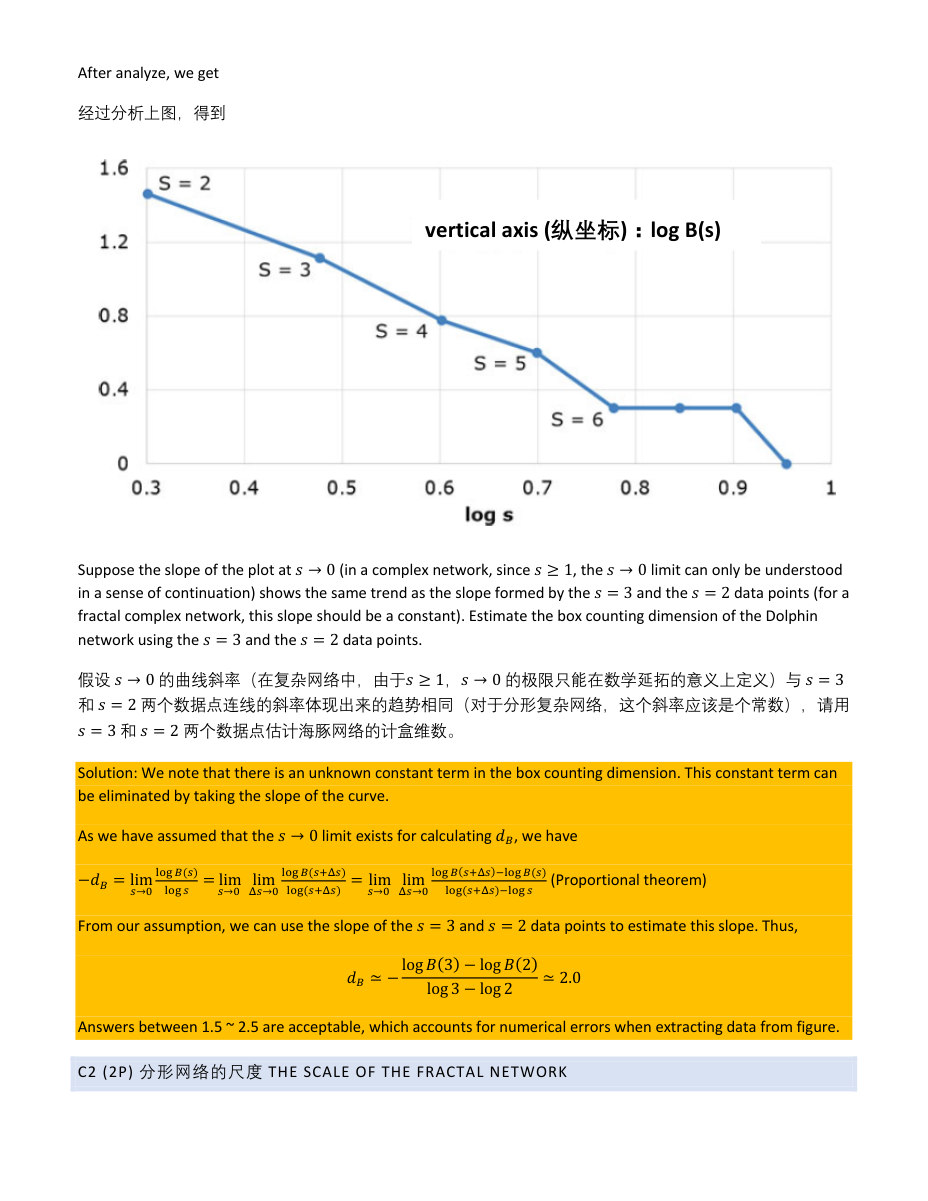 After analyze, we get
经过分析上图，得到
1.6
S = 2
vertical axis (纵坐标)：log B(s)
1.2
S = 3
0.8
S = 4
S = 5
0.4
S = 6
0
0.3 0.4 0.5 0.6 0.7 0.8 0.9 1
log s
Suppose the slope of the plot at s → 0 (in a complex network, since s ≥ 1, the s → 0 limit can only be understood
in a sense of continuation) shows the same trend as the slope formed by the s = 3 and the s = 2 data points (for a
fractal complex network, this slope should be a constant). Estimate the box counting dimension of the Dolphin
network using the s = 3 and the s = 2 data points.
假设 s → 0 的曲线斜率（在复杂网络中，由于s ≥ 1，s → 0 的极限只能在数学延拓的意义上定义）与 s = 3
和 s = 2 两个数据点连线的斜率体现出来的趋势相同（对于分形复杂网络，这个斜率应该是个常数），请用
s = 3 和 s = 2 两个数据点估计海豚网络的计盒维数。
Solution: We note that there is an unknown constant term in the box counting dimension. This constant term can
be eliminated by taking the slope of the curve.
As we have assumed that the s → 0 limit exists for calculating d_B, we have
−d_B = lim_{s→0} log B(s) / log s = lim_{s→0} lim_{Δs→0} log B(s+Δs) / log(s+Δs) = lim_{s→0} lim_{Δs→0} (log B(s+Δs)−log B(s)) / (log(s+Δs)−log s) (Proportional theorem)
From our assumption, we can use the slope of the s = 3 and s = 2 data points to estimate this slope. Thus,
d_B ≃ − (log B(3) − log B(2)) / (log 3 − log 2) ≃ 2.0
Answers between 1.5 ~ 2.5 are acceptable, which accounts for numerical errors when extracting data from figure.
C2 (2P) 分形网络的尺度 THE SCALE OF THE FRACTAL NETWORK